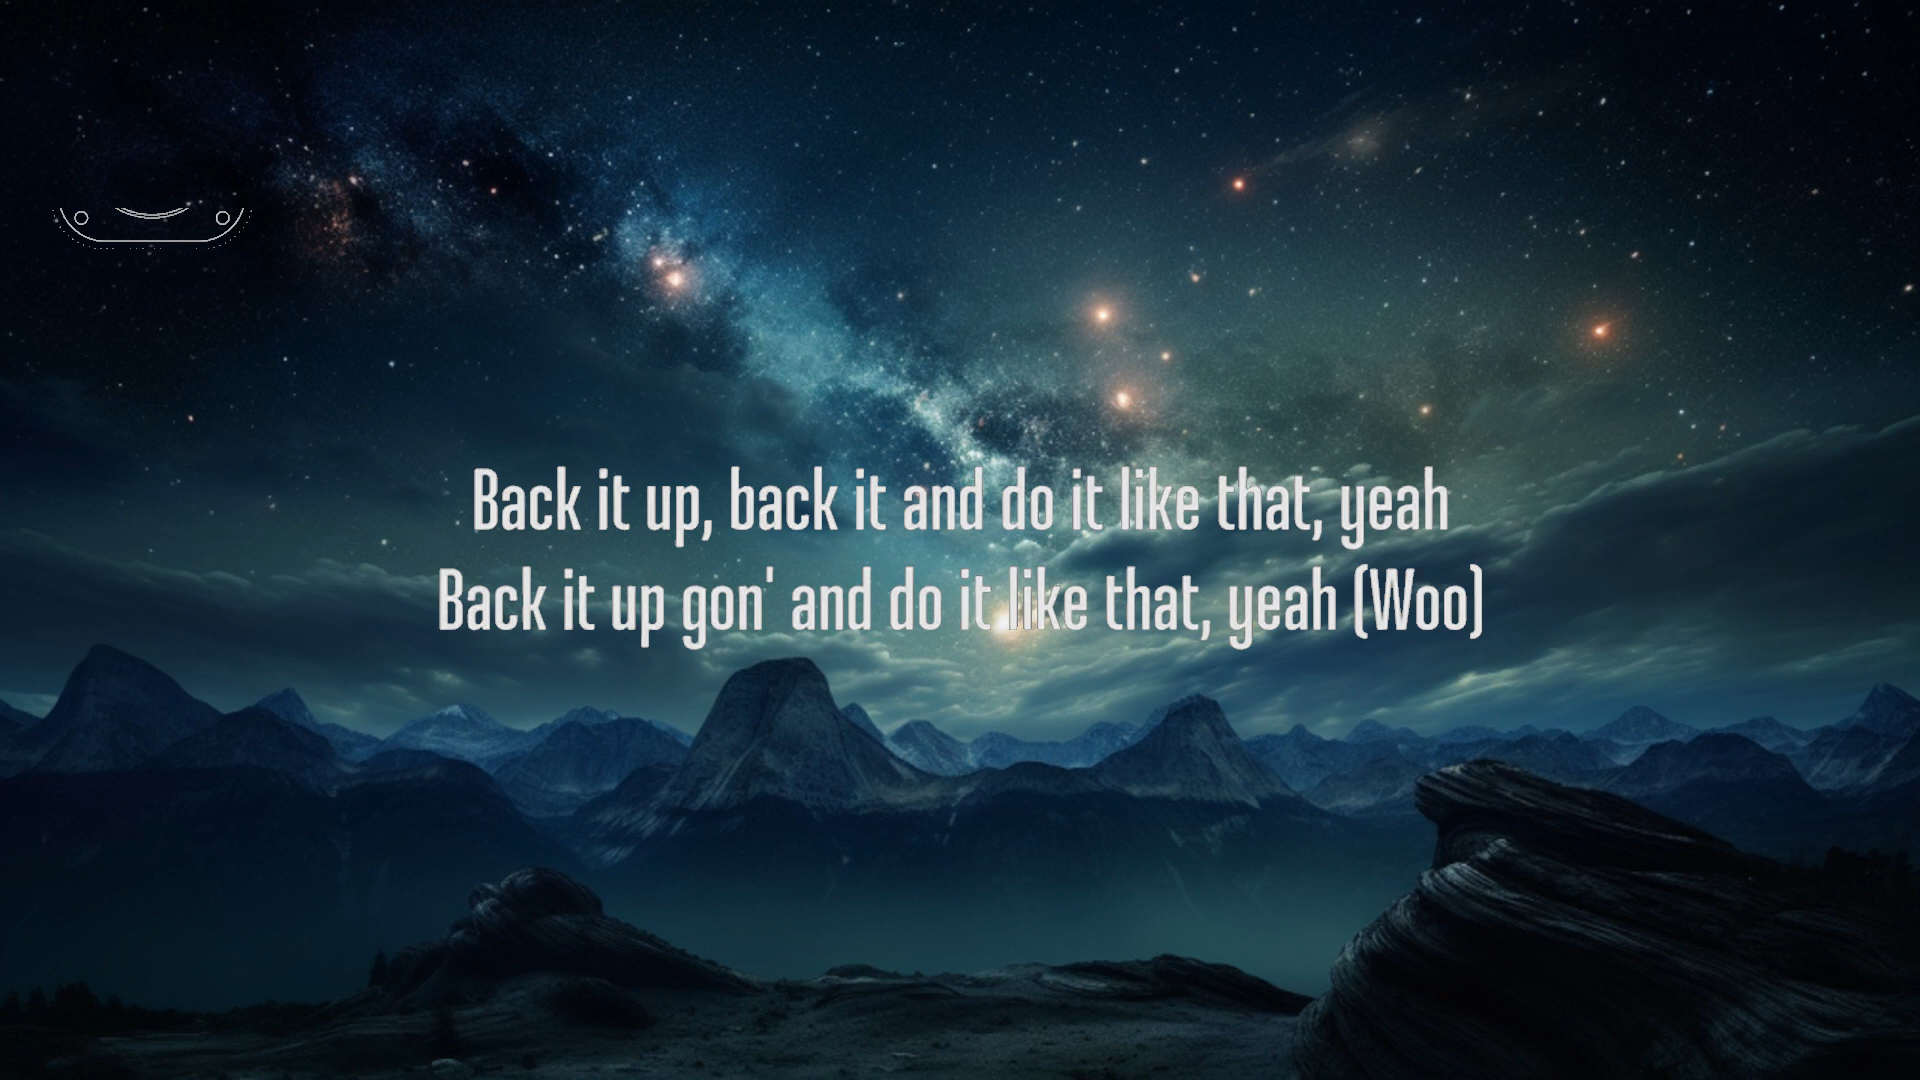 Back it up, back it and do it like that, yeah
Back it up gon' and do it like that, yeah (Woo)